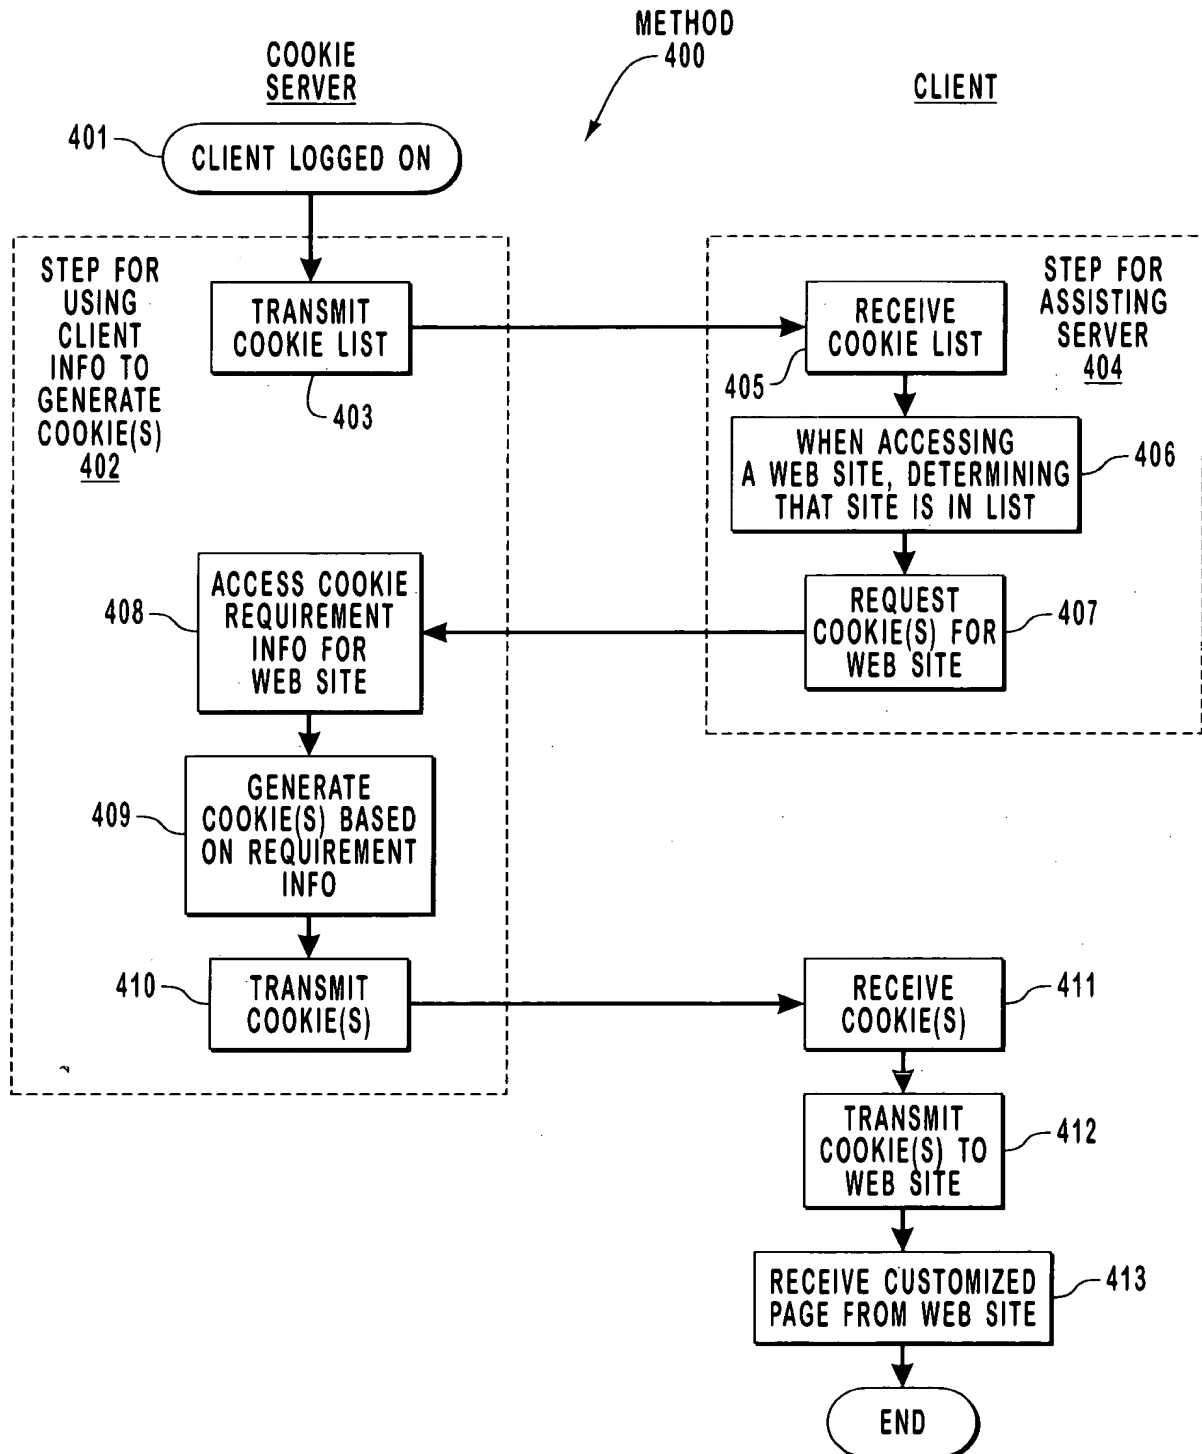 METHOD
400
COOKIE
SERVER
CLIENT
401
CLIENT LOGGED ON
STEP FOR
USING
CLIENT
INFO TO
GENERATE
COOKIE(S)
402
TRANSMIT
COOKIE LIST
403
RECEIVE
COOKIE LIST
405
STEP FOR
ASSISTING
SERVER
404
WHEN ACCESSING
A WEB SITE, DETERMINING
THAT SITE IS IN LIST
406
REQUEST
COOKIE(S) FOR
WEB SITE
407
408
ACCESS COOKIE
REQUIREMENT
INFO FOR
WEB SITE
409
GENERATE
COOKIE(S) BASED
ON REQUIREMENT
INFO
410
TRANSMIT
COOKIE(S)
RECEIVE
COOKIE(S)
411
TRANSMIT
COOKIE(S) TO
WEB SITE
412
RECEIVE CUSTOMIZED
PAGE FROM WEB SITE
413
END